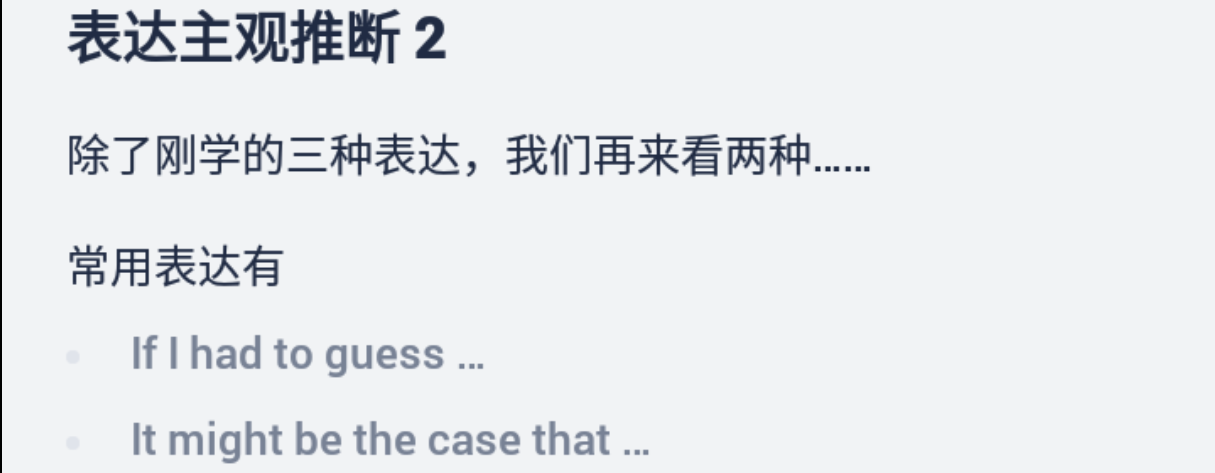 表达主观推断 2
除了刚学的三种表达，我们再来看两种……
常用表达有
• If I had to guess ...
• It might be the case that ...